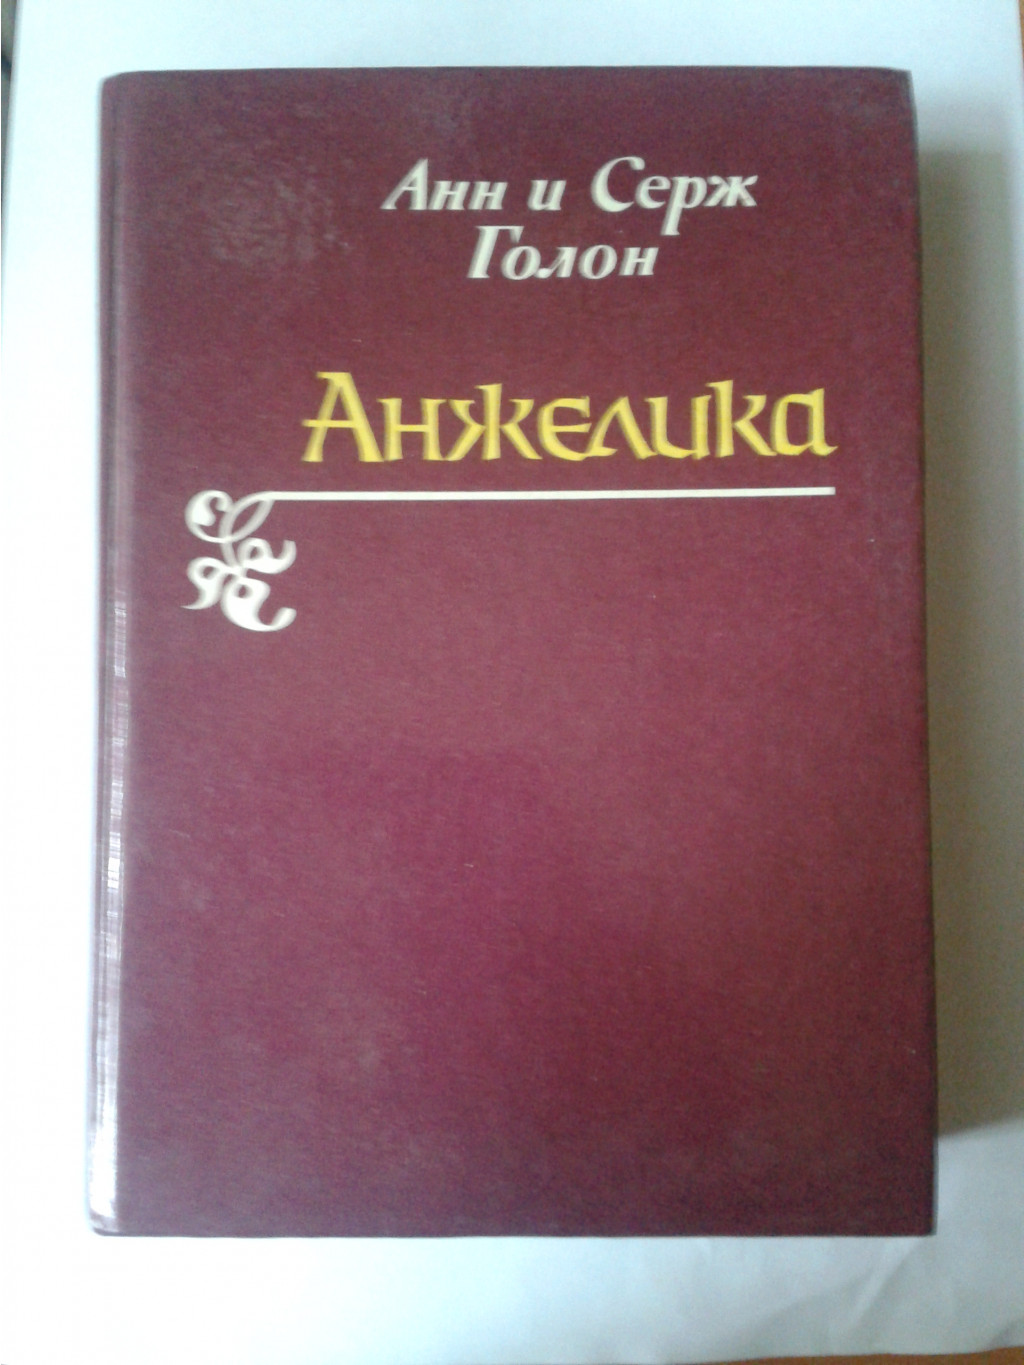 Анн и Серж
Голон
Анжелика